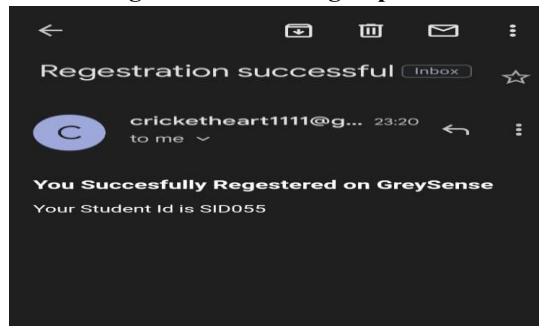 Regestration successful Inbox
C
cricketheart1111@g... 23:20
to me
You Succesfully Regestered on GreySense
Your Student Id is SID055